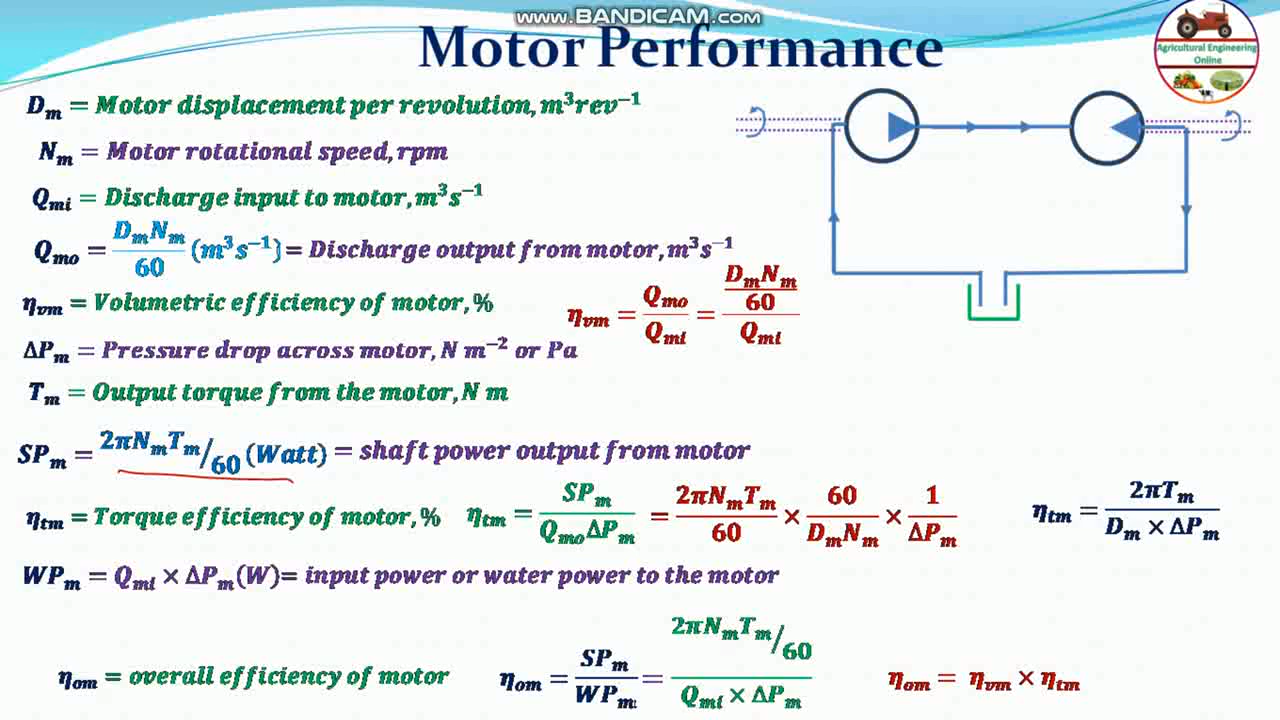 www.BANDICAM.com
Motor Performance
Agricultural Engineering
Online
Dₘ = Motor displacement per revolution, m³rev⁻¹
Nₘ = Motor rotational speed, rpm
Qₘᵢ = Discharge input to motor, m³s⁻¹
Qₘₒ = DₘNₘ/60 (m³s⁻¹) = Discharge output from motor, m³s⁻¹
ηᵥₘ = Volumetric efficiency of motor, % ηᵥₘ = Qₘₒ/Qₘᵢ = (DₘNₘ/60)/Qₘᵢ
ΔPₘ = Pressure drop across motor, N m⁻² or Pa
Tₘ = Output torque from the motor, N m
SPₘ = 2πNₘTₘ/60 (Watt) = shaft power output from motor
ηₜₘ = Torque efficiency of motor, % ηₜₘ = SPₘ/QₘₒΔPₘ = 2πNₘTₘ/60 × 60/DₘNₘ × 1/ΔPₘ ηₜₘ = 2πTₘ/Dₘ × ΔPₘ
WPₘ = Qₘᵢ × ΔPₘ(W)= input power or water power to the motor
ηₒₘ = overall efficiency of motor ηₒₘ = SPₘ/WPₘ = (2πNₘTₘ/60)/Qₘᵢ × ΔPₘ ηₒₘ = ηᵥₘ × ηₜₘ